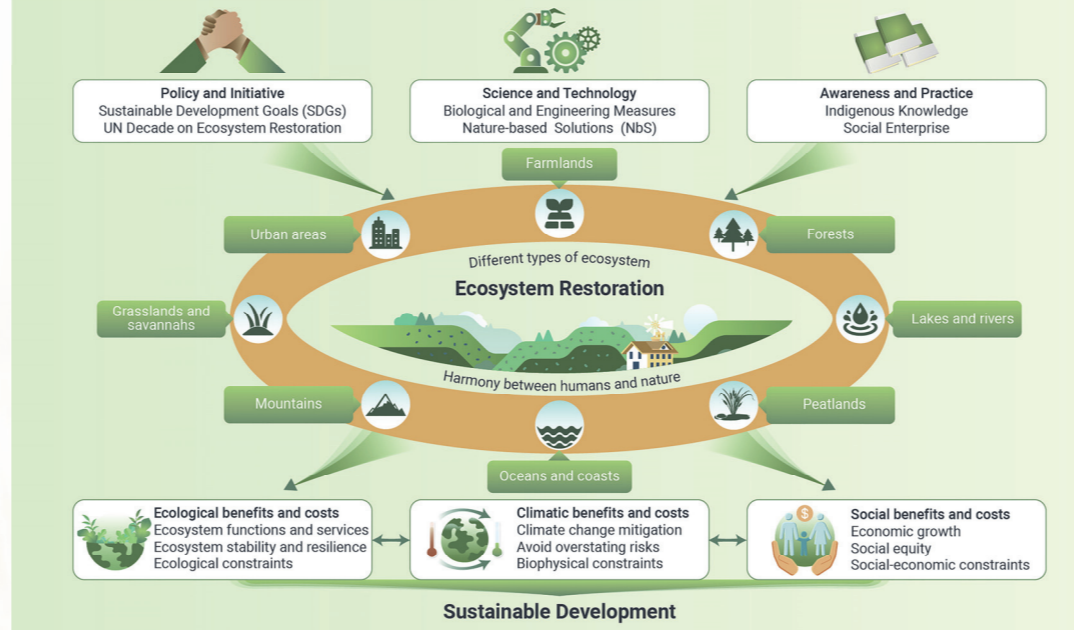 Policy and Initiative
Sustainable Development Goals (SDGs)
UN Decade on Ecosystem Restoration
Science and Technology
Biological and Engineering Measures
Nature-based Solutions (NbS)
Awareness and Practice
Indigenous Knowledge
Social Enterprise
Farmlands
Urban areas
Forests
Different types of ecosystem
Ecosystem Restoration
Grasslands and
savannahs
Lakes and rivers
Harmony between humans and nature
Mountains
Peatlands
Oceans and coasts
Ecological benefits and costs
Ecosystem functions and services
Ecosystem stability and resilience
Ecological constraints
Climatic benefits and costs
Climate change mitigation
Avoid overstating risks
Biophysical constraints
$
Social benefits and costs
Economic growth
Social equity
Social-economic constraints
Sustainable Development